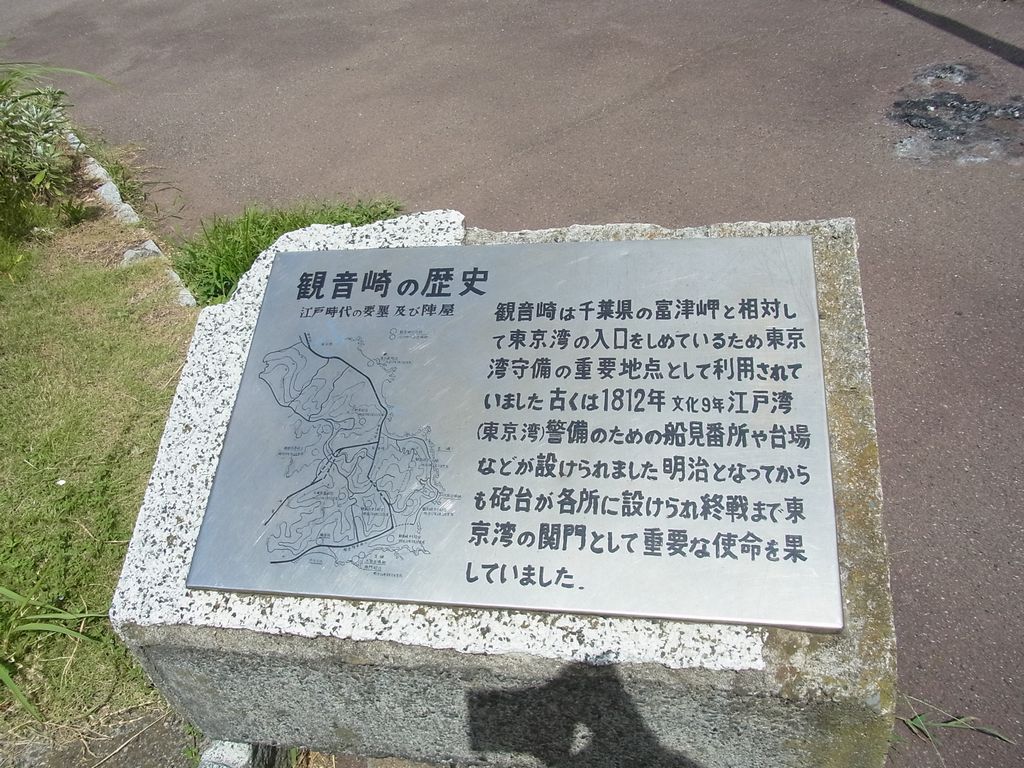 観音崎の歴史
江戸時代の要塁及び陣屋
観音崎は千葉県の富津岬と相対し
て東京湾の入口をしめているため東京
湾守備の重要地点として利用されて
いました古くは1812年文化9年江戸湾
(東京湾)警備のための船見番所や台場
などが設けられました明治となってから
も砲台が各所に設けられ終戦まで東
京湾の関門として重要な使命を果
していました.